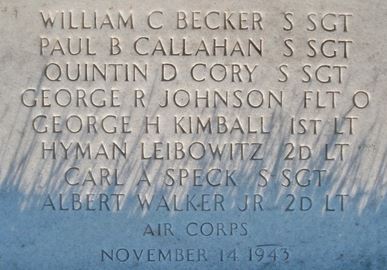 WILLIAM C BECKER S SGT
PAUL B CALLAHAN S SGT
QUINTIN D CORY S SGT
GEORGE R JOHNSON FLT O
GEORGE H KIMBALL 1ST LT
HYMAN LEIBOWITZ 2D LT
CARL A SPECK S SGT
ALBERT WALKER JR 2D LT
AIR CORPS
NOVEMBER 14 1943